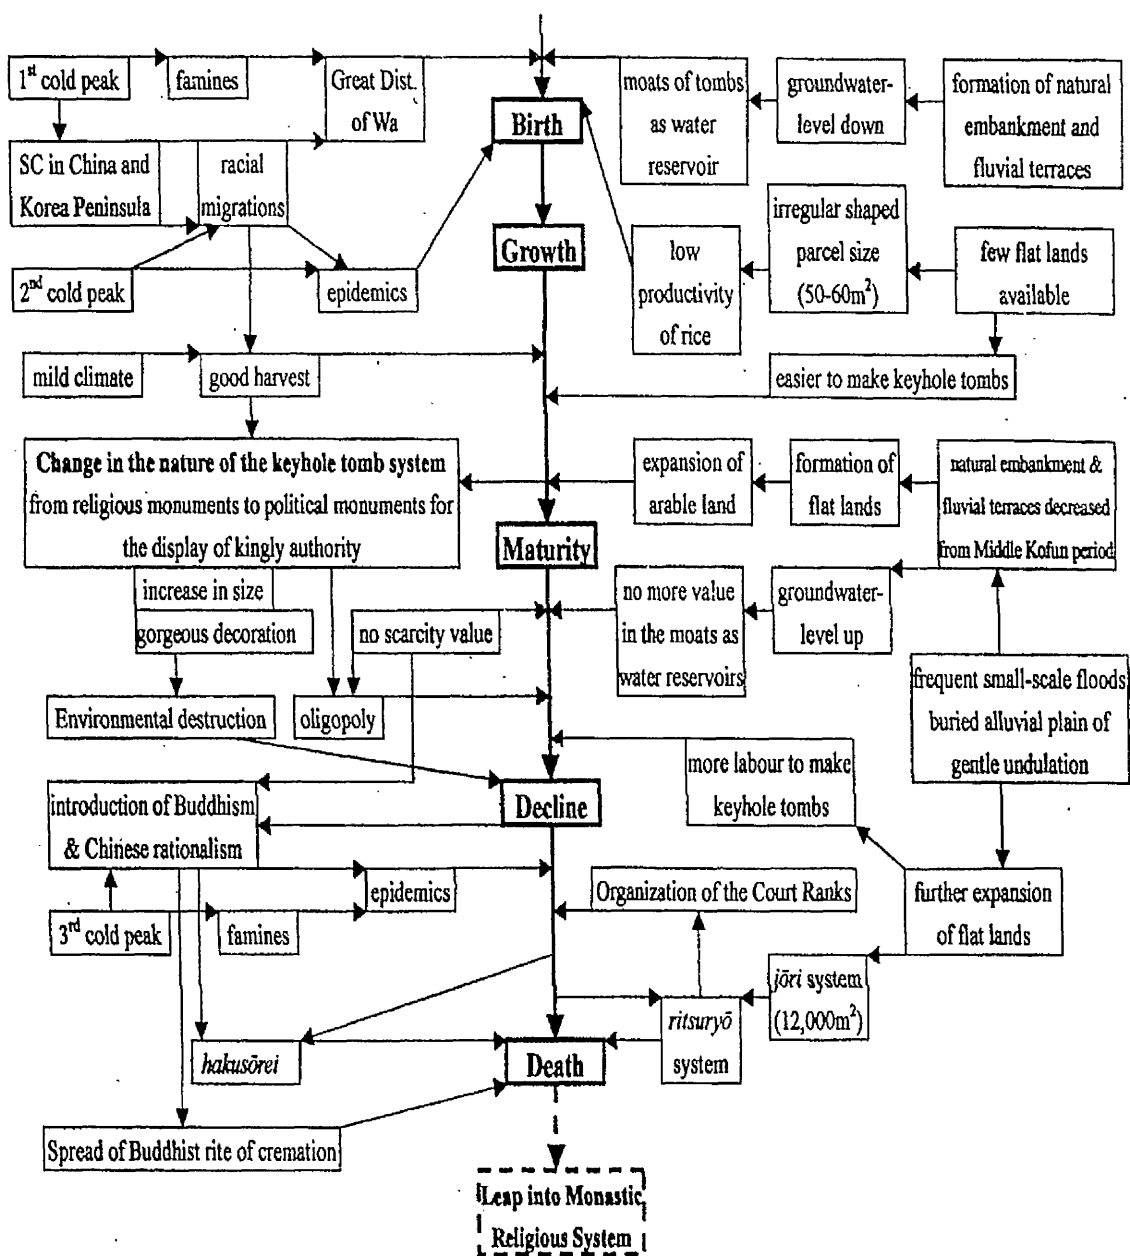 1st cold peak
famines
Great Dist.
of Wa
Birth
moats of tombs
as water
reservoir
groundwater-
level down
formation of natural
embankment and
fluvial terraces
SC in China and
Korea Peninsula
racial
migrations
Growth
low
productivity
of rice
irregular shaped
parcel size
(50-60m²)
few flat lands
available
2nd cold peak
epidemics
mild climate
good harvest
easier to make keyhole tombs
Change in the nature of the keyhole tomb system
from religious monuments to political monuments for
the display of kingly authority
expansion of
arable land
formation of
flat lands
natural embankment &
fluvial terraces decreased
from Middle Kofun period
Maturity
increase in size
gorgeous decoration
no scarcity value
no more value
in the moats as
water reservoirs
groundwater-
level up
frequent small-scale floods
buried alluvial plain of
gentle undulation
Environmental destruction
oligopoly
more labour to make
keyhole tombs
introduction of Buddhism
& Chinese rationalism
Decline
epidemics
Organization of the Court Ranks
further expansion
of flat lands
3rd cold peak
famines
jōri system
(12,000m²)
ritsuryō
system
hakusōrei
Death
Spread of Buddhist rite of cremation
Leap into Monastic
Religious System